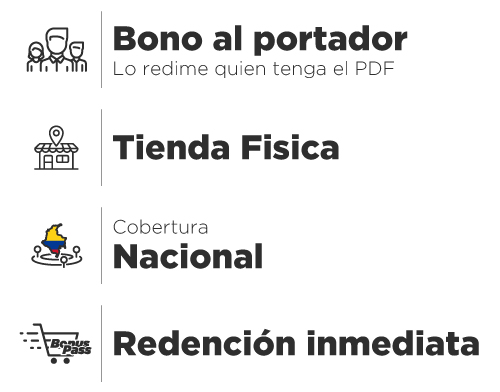 Bono al portador
Lo redime quien tenga el PDF
Tienda Fisica
Cobertura
Nacional
Bonus
Pass
Redención inmediata